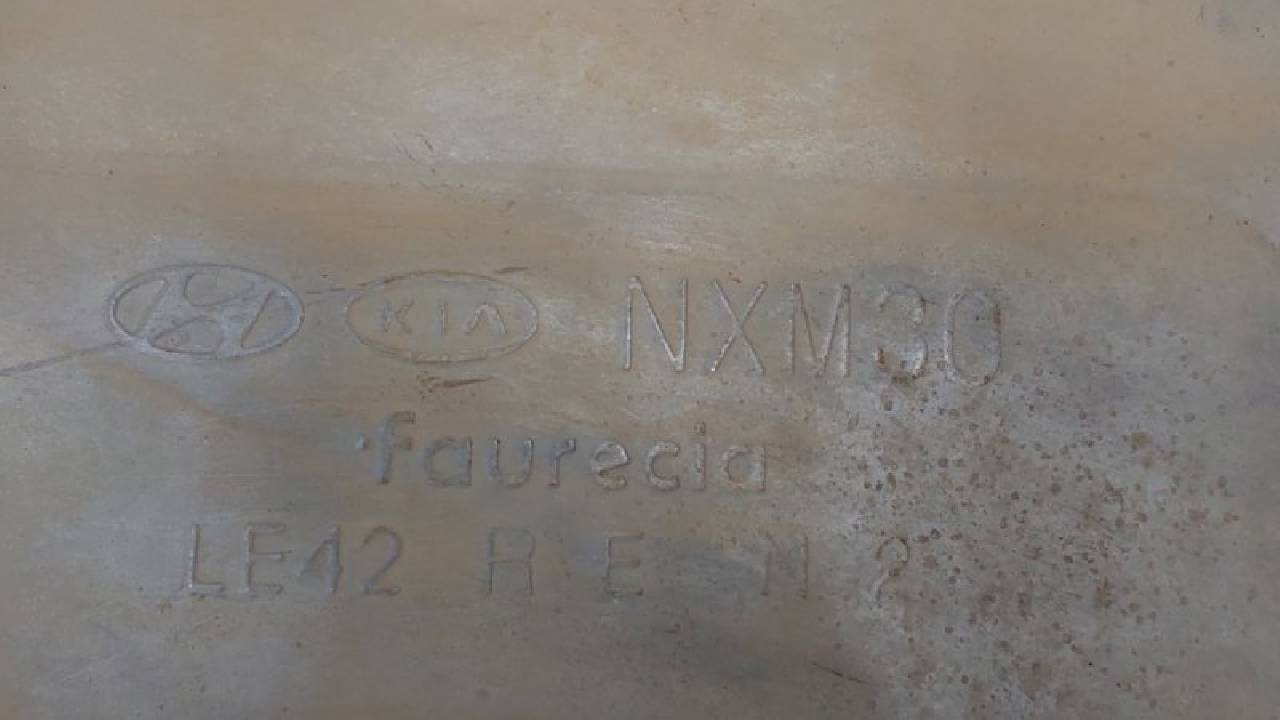 KIA NXM30
faurecia
LE42 R E N 2